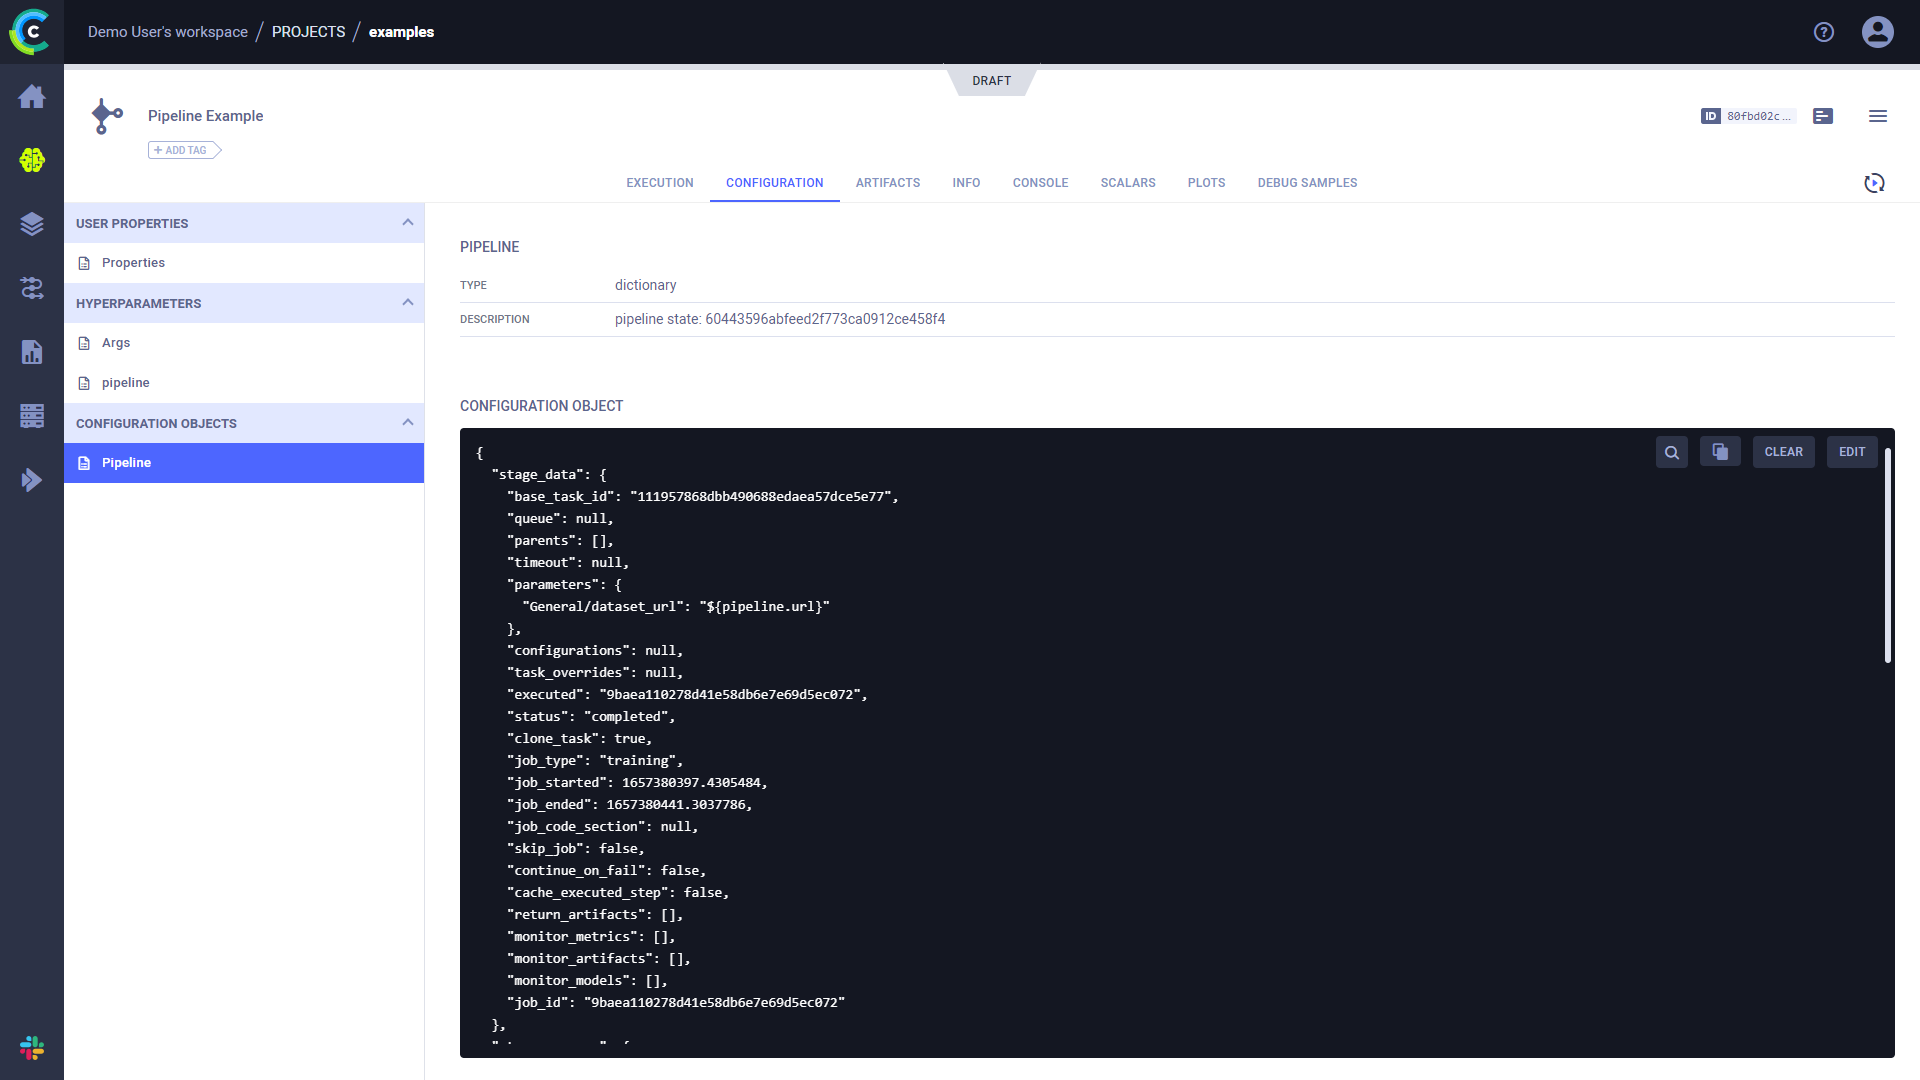 Demo User's workspace / PROJECTS / examples
DRAFT
Pipeline Example
ID 80fbd02c ...
+ ADD TAG
EXECUTION CONFIGURATION ARTIFACTS INFO CONSOLE SCALARS PLOTS DEBUG SAMPLES
USER PROPERTIES
Properties
HYPERPARAMETERS
Args
pipeline
CONFIGURATION OBJECTS
Pipeline
PIPELINE
TYPE dictionary
DESCRIPTION pipeline state: 60443596abfeed2f773ca0912ce458f4
CONFIGURATION OBJECT
CLEAR EDIT
{
"stage_data": {
"base_task_id": "111957868dbb490688edaea57dce5e77",
"queue": null,
"parents": [],
"timeout": null,
"parameters": {
"General/dataset_url": "${pipeline.url}"
},
"configurations": null,
"task_overrides": null,
"executed": "9baea110278d41e58db6e7e69d5ec072",
"status": "completed",
"clone_task": true,
"job_type": "training",
"job_started": 1657380397.4305484,
"job_ended": 1657380441.3037786,
"job_code_section": null,
"skip_job": false,
"continue_on_fail": false,
"cache_executed_step": false,
"return_artifacts": [],
"monitor_metrics": [],
"monitor_artifacts": [],
"monitor_models": [],
"job_id": "9baea110278d41e58db6e7e69d5ec072"
},